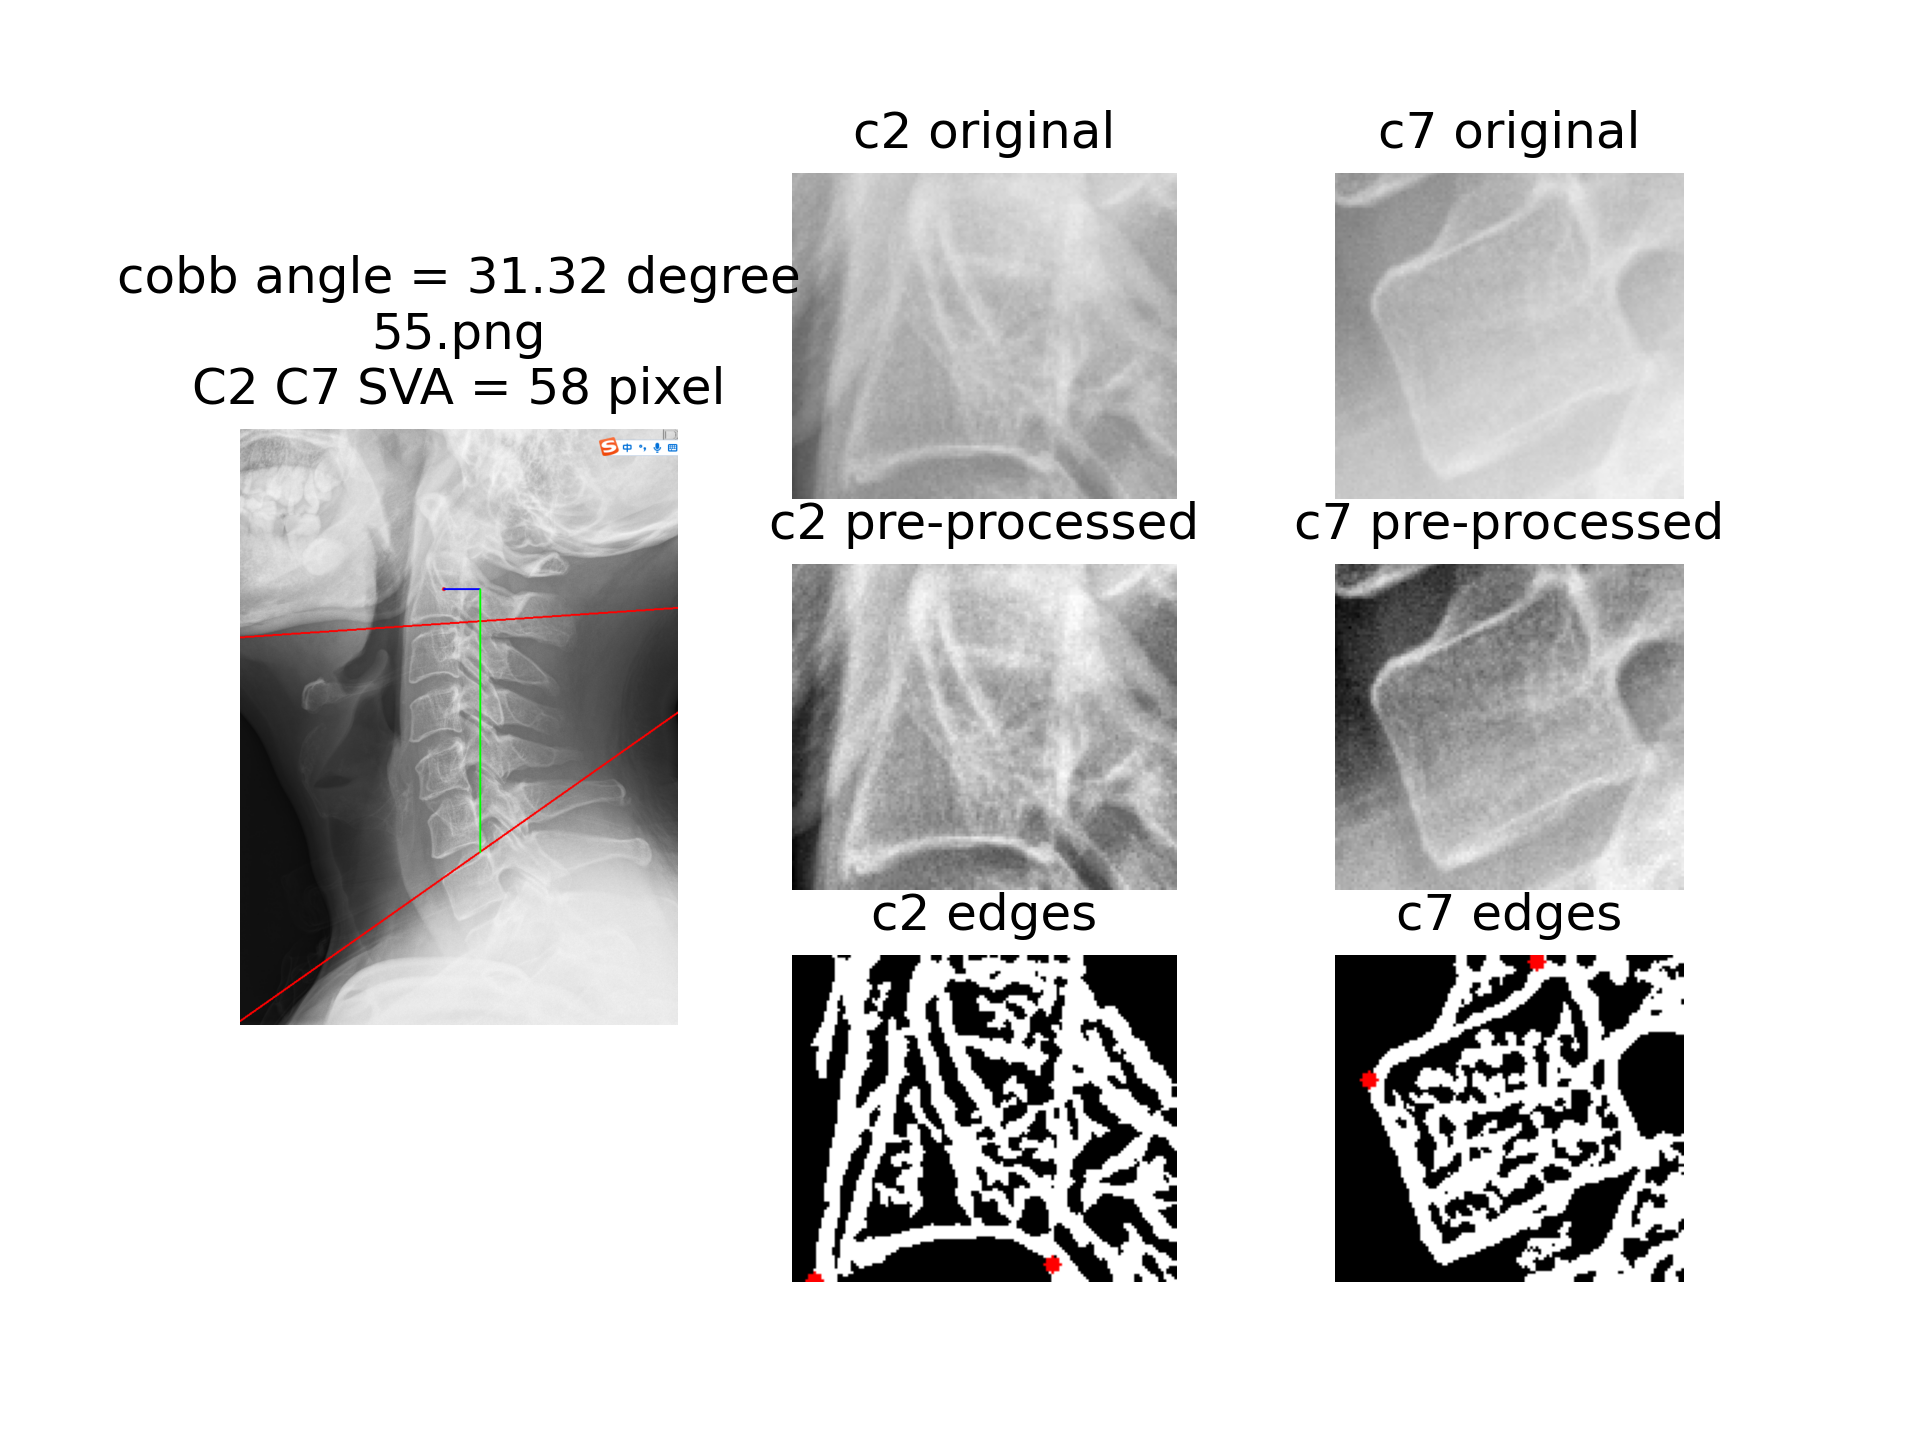 cobb angle = 31.32 degree
55.png
C2 C7 SVA = 58 pixel
S 中
c2 original
c7 original
c2 pre-processed
c7 pre-processed
c2 edges
c7 edges